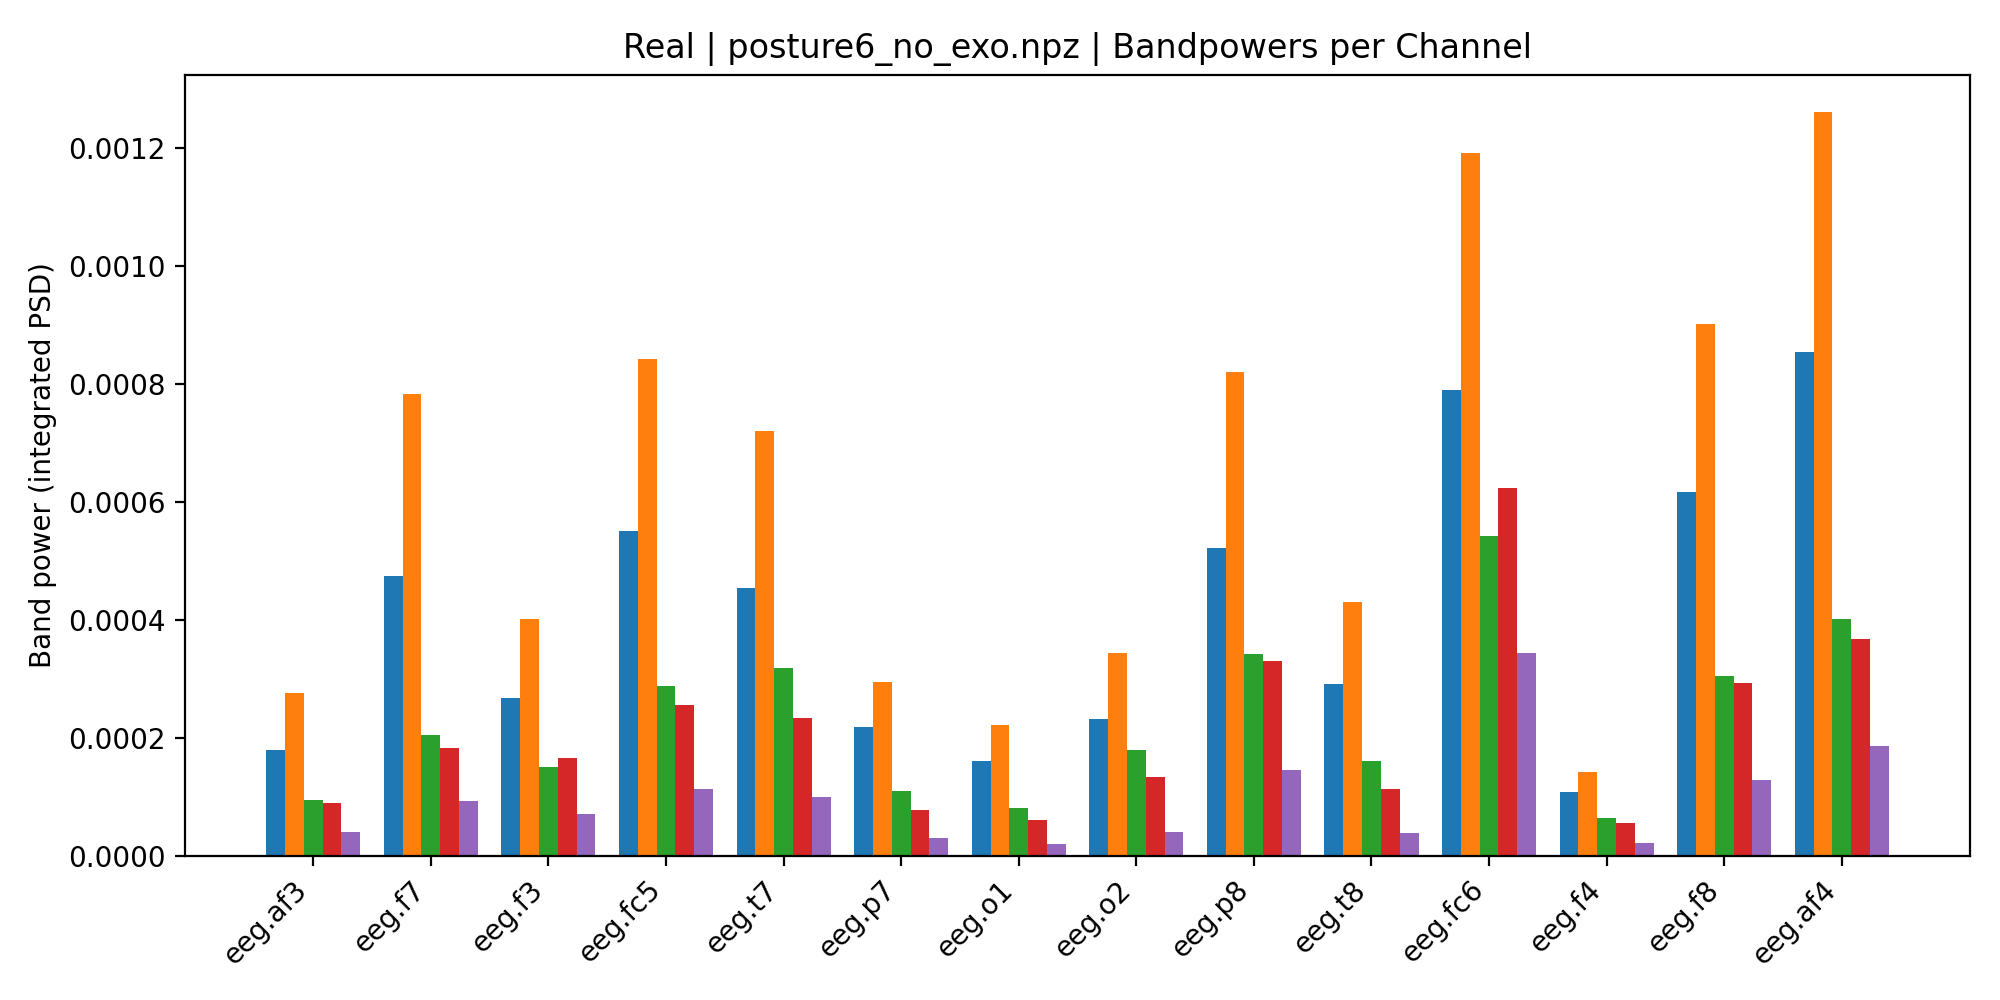 Real | posture6_no_exo.npz | Bandpowers per Channel
Band power (integrated PSD)
0.0012
0.0010
0.0008
0.0006
0.0004
0.0002
0.0000
eeg.af3
eeg.f7
eeg.f3
eeg.fc5
eeg.t7
eeg.p7
eeg.o1
eeg.o2
eeg.p8
eeg.t8
eeg.fc6
eeg.f4
eeg.f8
eeg.af4